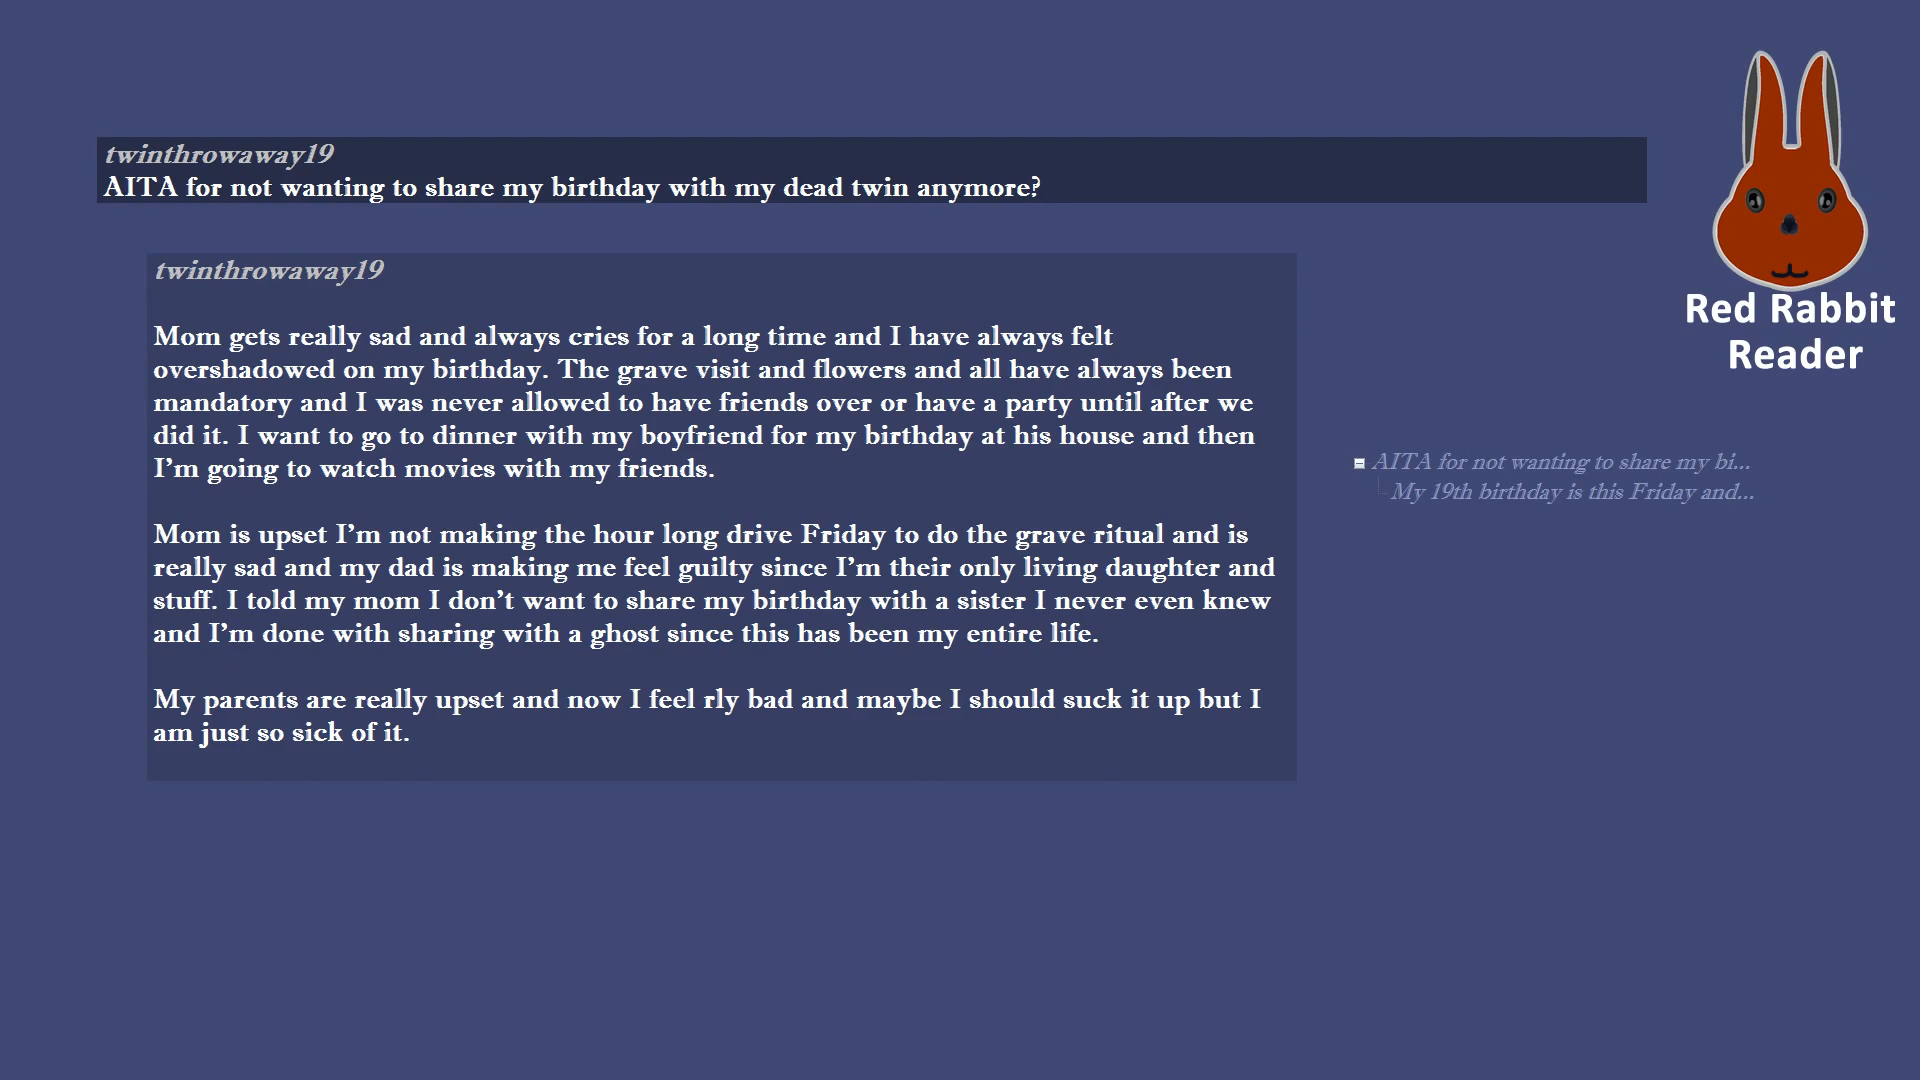 twinthrowaway19
AITA for not wanting to share my birthday with my dead twin anymore?
twinthrowaway19
Mom gets really sad and always cries for a long time and I have always felt
overshadowed on my birthday. The grave visit and flowers and all have always been
mandatory and I was never allowed to have friends over or have a party until after we
did it. I want to go to dinner with my boyfriend for my birthday at his house and then
I’m going to watch movies with my friends.
Mom is upset I’m not making the hour long drive Friday to do the grave ritual and is
really sad and my dad is making me feel guilty since I’m their only living daughter and
stuff. I told my mom I don’t want to share my birthday with a sister I never even knew
and I’m done with sharing with a ghost since this has been my entire life.
My parents are really upset and now I feel rly bad and maybe I should suck it up but I
am just so sick of it.
AITA for not wanting to share my bi...
My 19th birthday is this Friday and...
Red Rabbit
Reader